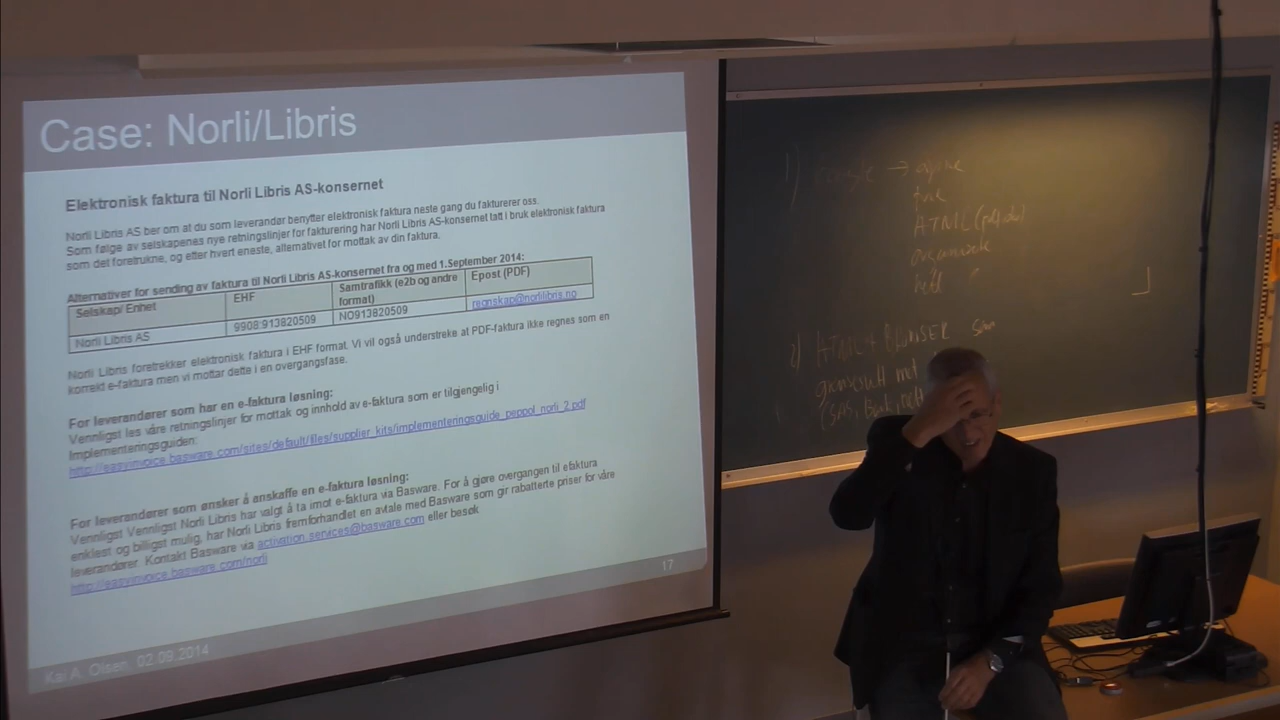 Case: Norli/Libris
Elektronisk faktura til Norli Libris AS-konsernet
Norli Libris AS ber om at du som leverandør benytter elektronisk faktura neste gang du fakturerer oss.
Som følge av selskapenes nye retningslinjer for fakturering har Norli Libris AS-konsernet tatt i bruk elektronisk faktura
som det foretrukne, og etter hvert eneste, alternativet for mottak av din faktura.
Alternativer for sending av faktura til Norli Libris AS-konsernet fra og med 1.September 2014:
Selskap/ Enhet EHF Samtrafikk (e2b og andre format) Epost (PDF)
Norli Libris AS 9908:913820509 NO913820509 regnskap@norlilibris.no
Norli Libris foretrekker elektronisk faktura i EHF format. Vi vil også understreke at PDF-faktura ikke regnes som en
korrekt e-faktura men vi mottar dette i en overgangsfase.
For leverandører som har en e-faktura løsning:
Vennligst les våre retningslinjer for mottak og innhold av e-faktura som er tilgjengelig i
Implementeringsguiden:
http://easyinvoice.basware.com/sites/default/files/supplier_kits/implementeringsguide_peppol_norli_2.pdf
For leverandører som ønsker å anskaffe en e-faktura løsning:
Vennligst Vennligst Norli Libris har valgt å ta imot e-faktura via Basware. For å gjøre overgangen til efaktura
enklest og billigst mulig, har Norli Libris fremforhandlet en avtale med Basware som gir rabatterte priser for våre
leverandører. Kontakt Basware via activation.services@basware.com eller besøk
http://easyinvoice.basware.com/norli
17
Kai A. Olsen, 02.09.2014
1) →
HTML
2) HTML + BROWSER som
grensesnitt mot